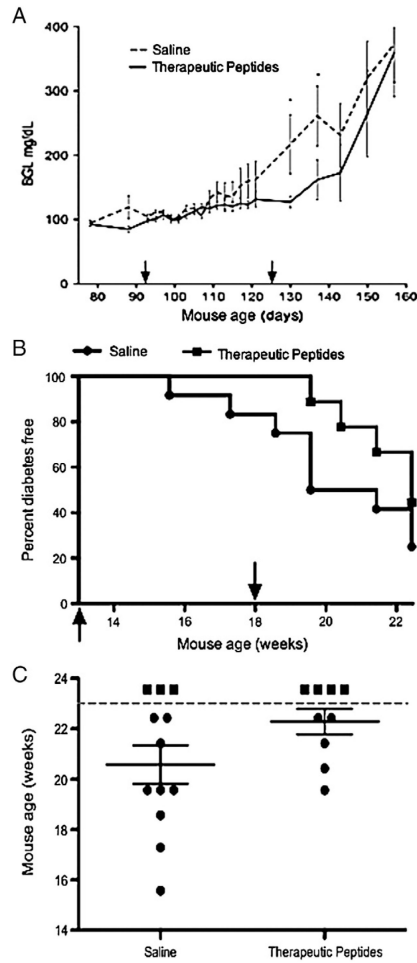 A
400
Saline
Therapeutic Peptides
300
BGL mg/dL
200
100
0
80 90 100 110 120 130 140 150 160
Mouse age (days)
B
Saline Therapeutic Peptides
100
80
Percent diabetes free
60
40
20
0
14 16 18 20 22
Mouse age (weeks)
C
24
22
Mouse age (weeks)
20
18
16
14
Saline Therapeutic Peptides